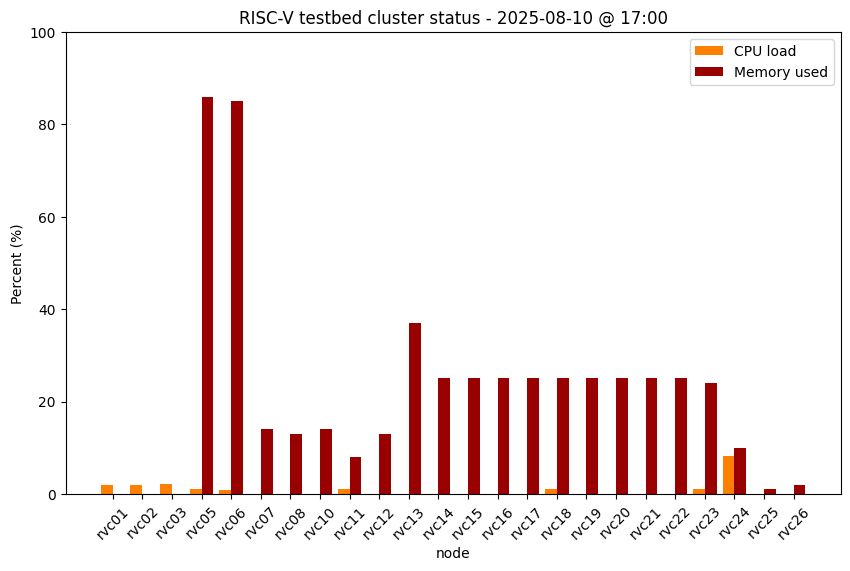 RISC-V testbed cluster status - 2025-08-10 @ 17:00
CPU load
Memory used
Percent (%)
100
80
60
40
20
0
rvc01 rvc02 rvc03 rvc05 rvc06 rvc07 rvc08 rvc10 rvc11 rvc12 rvc13 rvc14 rvc15 rvc16 rvc17 rvc18 rvc19 rvc20 rvc21 rvc22 rvc23 rvc24 rvc25 rvc26
node